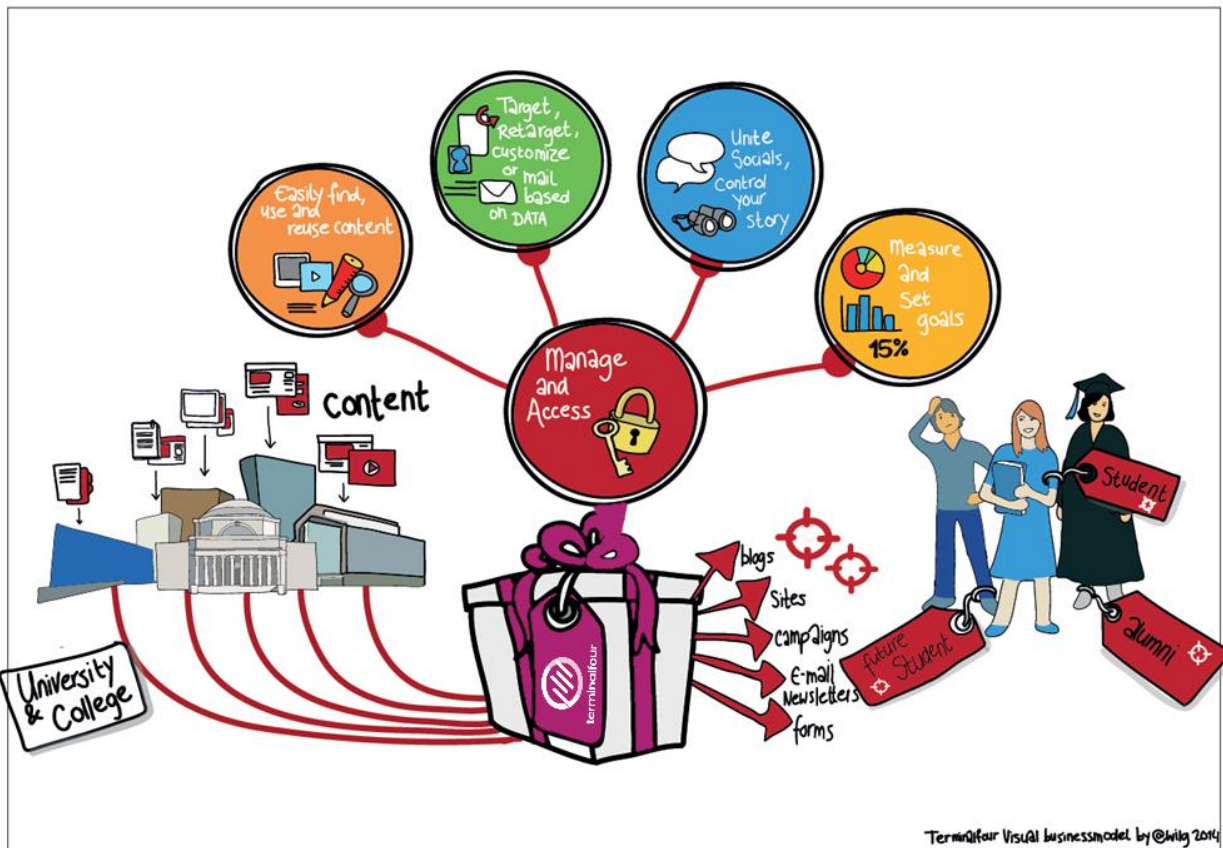 Easily find,
use and
reuse content
Target,
Retarget,
customize
or
mail
based
on DATA
Unite
Socials,
Control
your
story
Measure
and
Set
goals
15%
Manage
and
Access
Content
University
& College
terminalfour
blogs
Sites
campaigns
E-mail
Newsletters
forms
Student
future
Student
alumni
Terminalfour Visual businessmodel by @wilg 2014